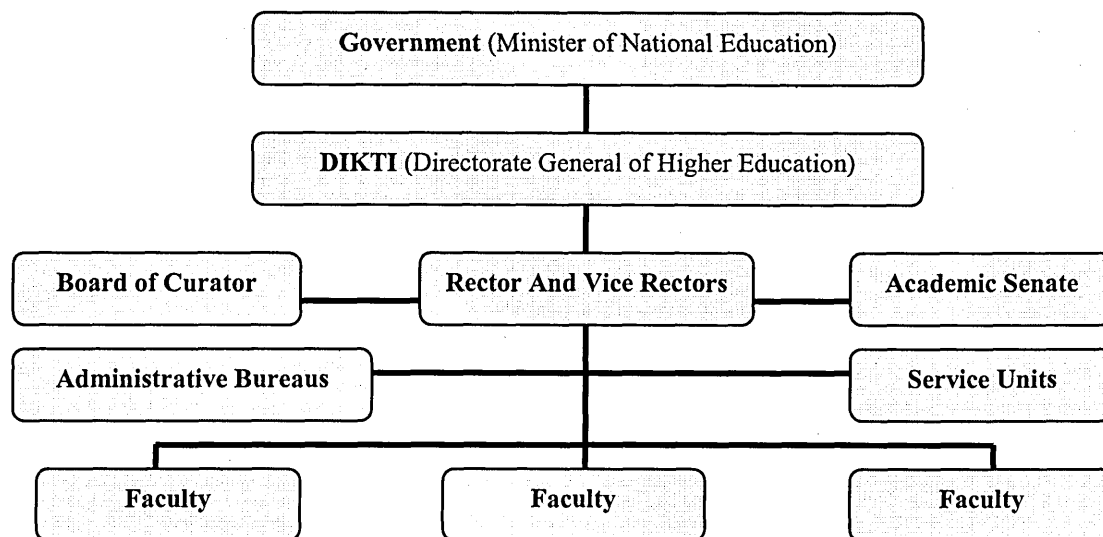 Government (Minister of National Education)
DIKTI (Directorate General of Higher Education)
Board of Curator
Rector And Vice Rectors
Academic Senate
Administrative Bureaus
Service Units
Faculty
Faculty
Faculty